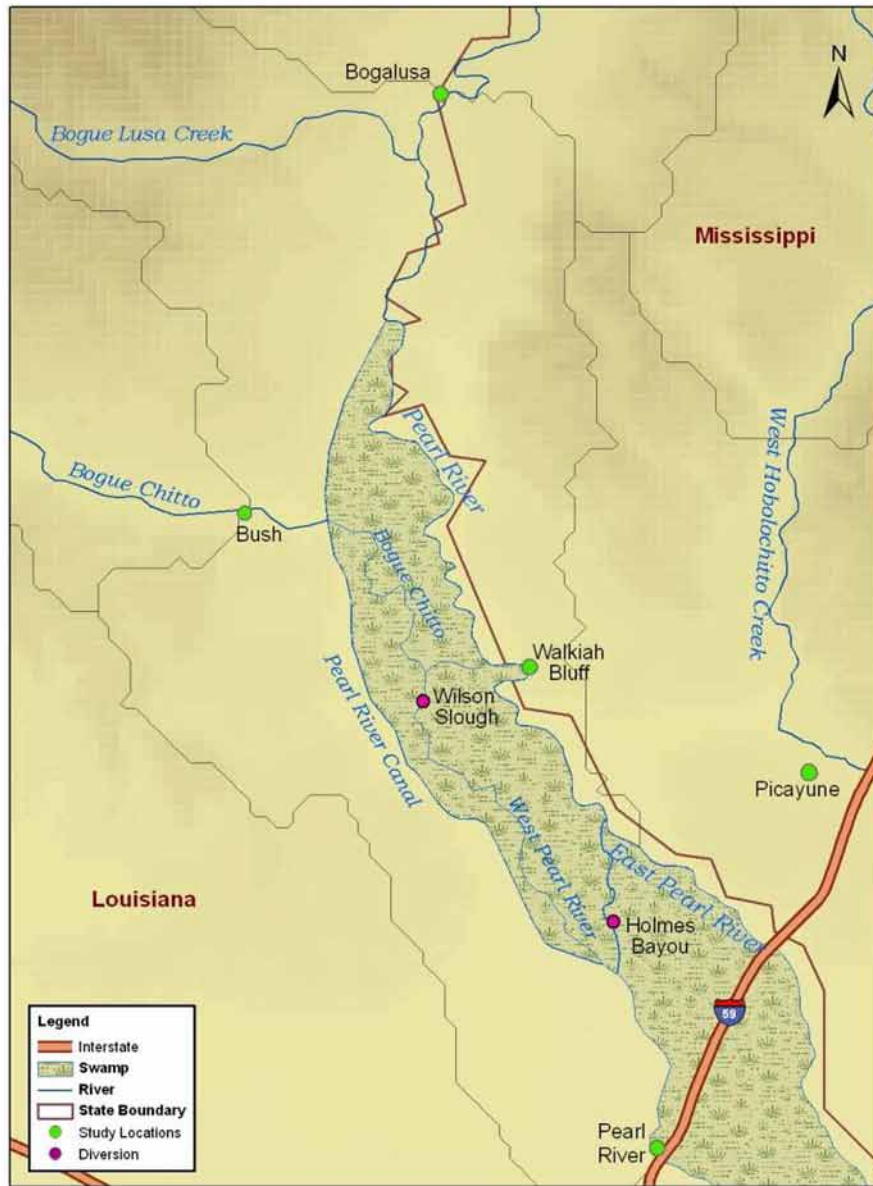 N
Bogalusa
Bogue Lusa Creek
Mississippi
West Hobolochitto Creek
Pearl River
Bogue Chitto
Bush
Bogue Chitto
Walkiah
Bluff
Pearl River Canal
Wilson
Slough
Picayune
West Pearl River
East Pearl River
Louisiana
Holmes
Bayou
59
Legend
Interstate
Swamp
River
State Boundary
Study Locations
Diversion
Pearl
River